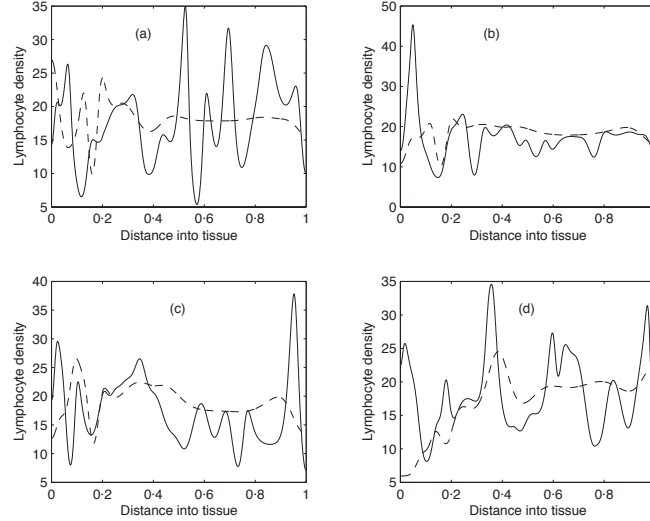 (a)
Lymphocyte density
35
30
25
20
15
10
5
0 0·2 0·4 0·6 0·8 1
Distance into tissue
(b)
Lymphocyte density
50
40
30
20
10
0
0 0·2 0·4 0·6 0·8
Distance into tissue
(c)
Lymphocyte density
40
35
30
25
20
15
10
5
0 0·2 0·4 0·6 0·8 1
Distance into tissue
(d)
Lymphocyte density
35
30
25
20
15
10
5
0 0·2 0·4 0·6 0·8
Distance into tissue